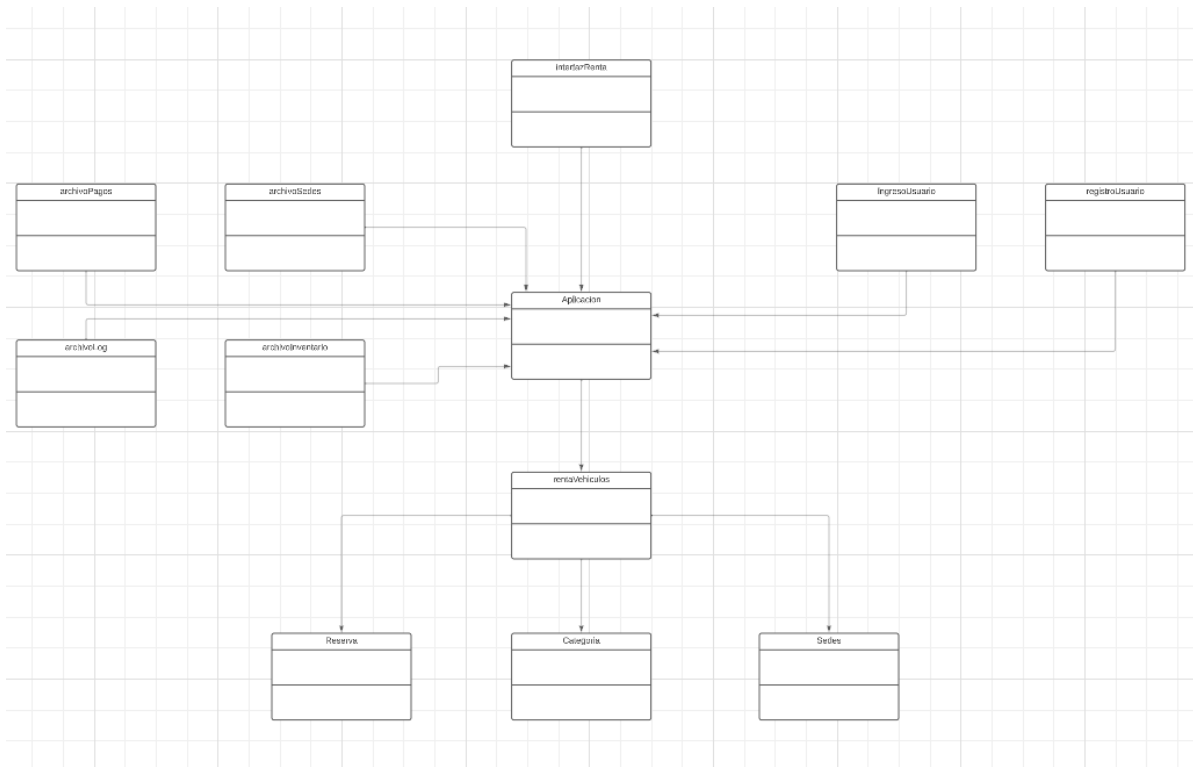 interfazRenta
archivoPagos
archivoSedes
IngresoUsuario
registroUsuario
Aplicacion
archivoLog
archivoInventario
rentaVehiculos
Reserva
Categoria
Sedes